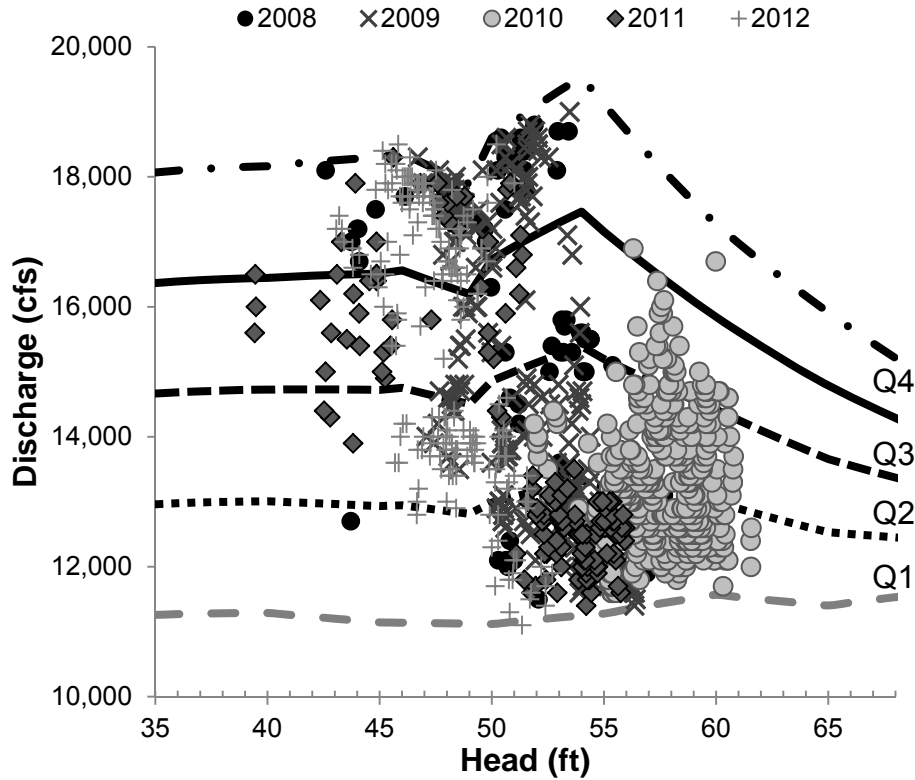 2008 2009 2010 2011 2012
20,000
18,000
16,000
14,000
12,000
10,000
Discharge (cfs)
Q4
Q3
Q2
Q1
35 40 45 50 55 60 65
Head (ft)